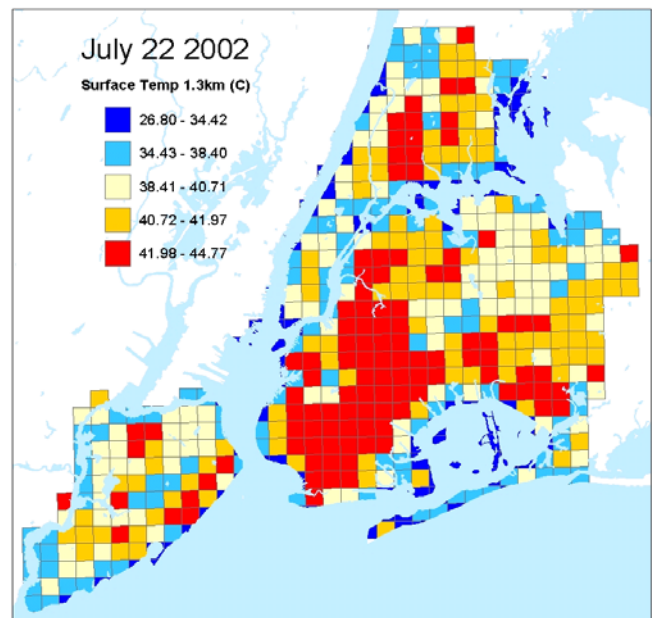 July 22 2002
Surface Temp 1.3km (C)
26.80 - 34.42
34.43 - 38.40
38.41 - 40.71
40.72 - 41.97
41.98 - 44.77